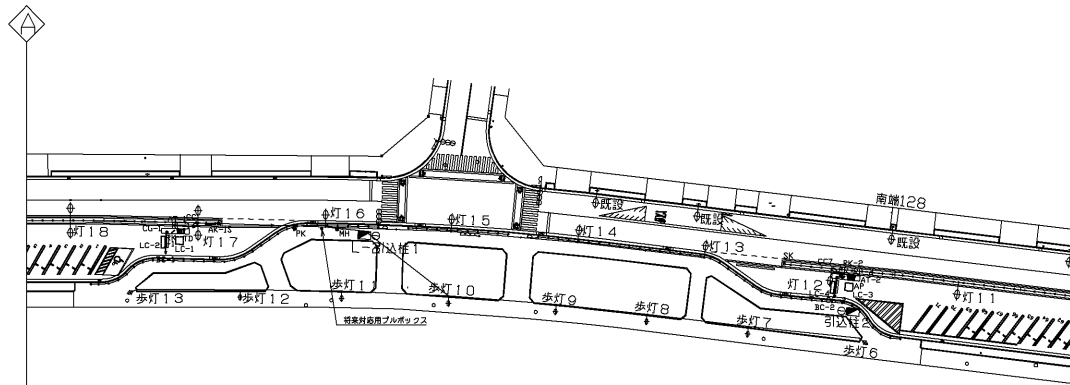 A
南端128
既設
既設
既設
灯16
灯15
灯14
灯13
灯18
灯17
灯12
灯11
LC-2
LC-1
AK-1S
PK
MH
L-引込柱1
SK
CC7
RK-2
AT-2
AP
LC-3
BC-2
引込柱2
歩灯13
歩灯12
歩灯11
歩灯10
歩灯9
歩灯8
歩灯7
歩灯6
将来対応用プルボックス